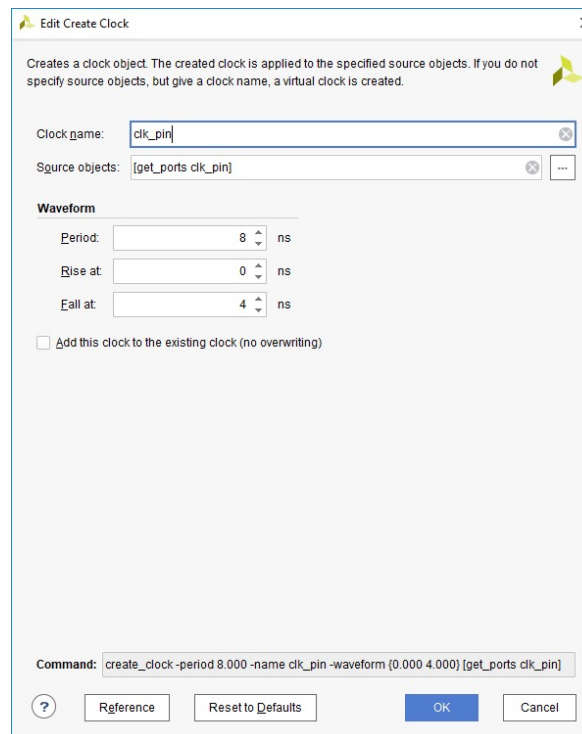 Edit Create Clock
Creates a clock object. The created clock is applied to the specified source objects. If you do not
specify source objects, but give a clock name, a virtual clock is created.
Clock name: clk_pin
Source objects: [get_ports clk_pin] ...
Waveform
Period: 8 ns
Rise at: 0 ns
Fall at: 4 ns
Add this clock to the existing clock (no overwriting)
Command: create_clock -period 8.000 -name clk_pin -waveform {0.000 4.000} [get_ports clk_pin]
? Reference Reset to Defaults OK Cancel